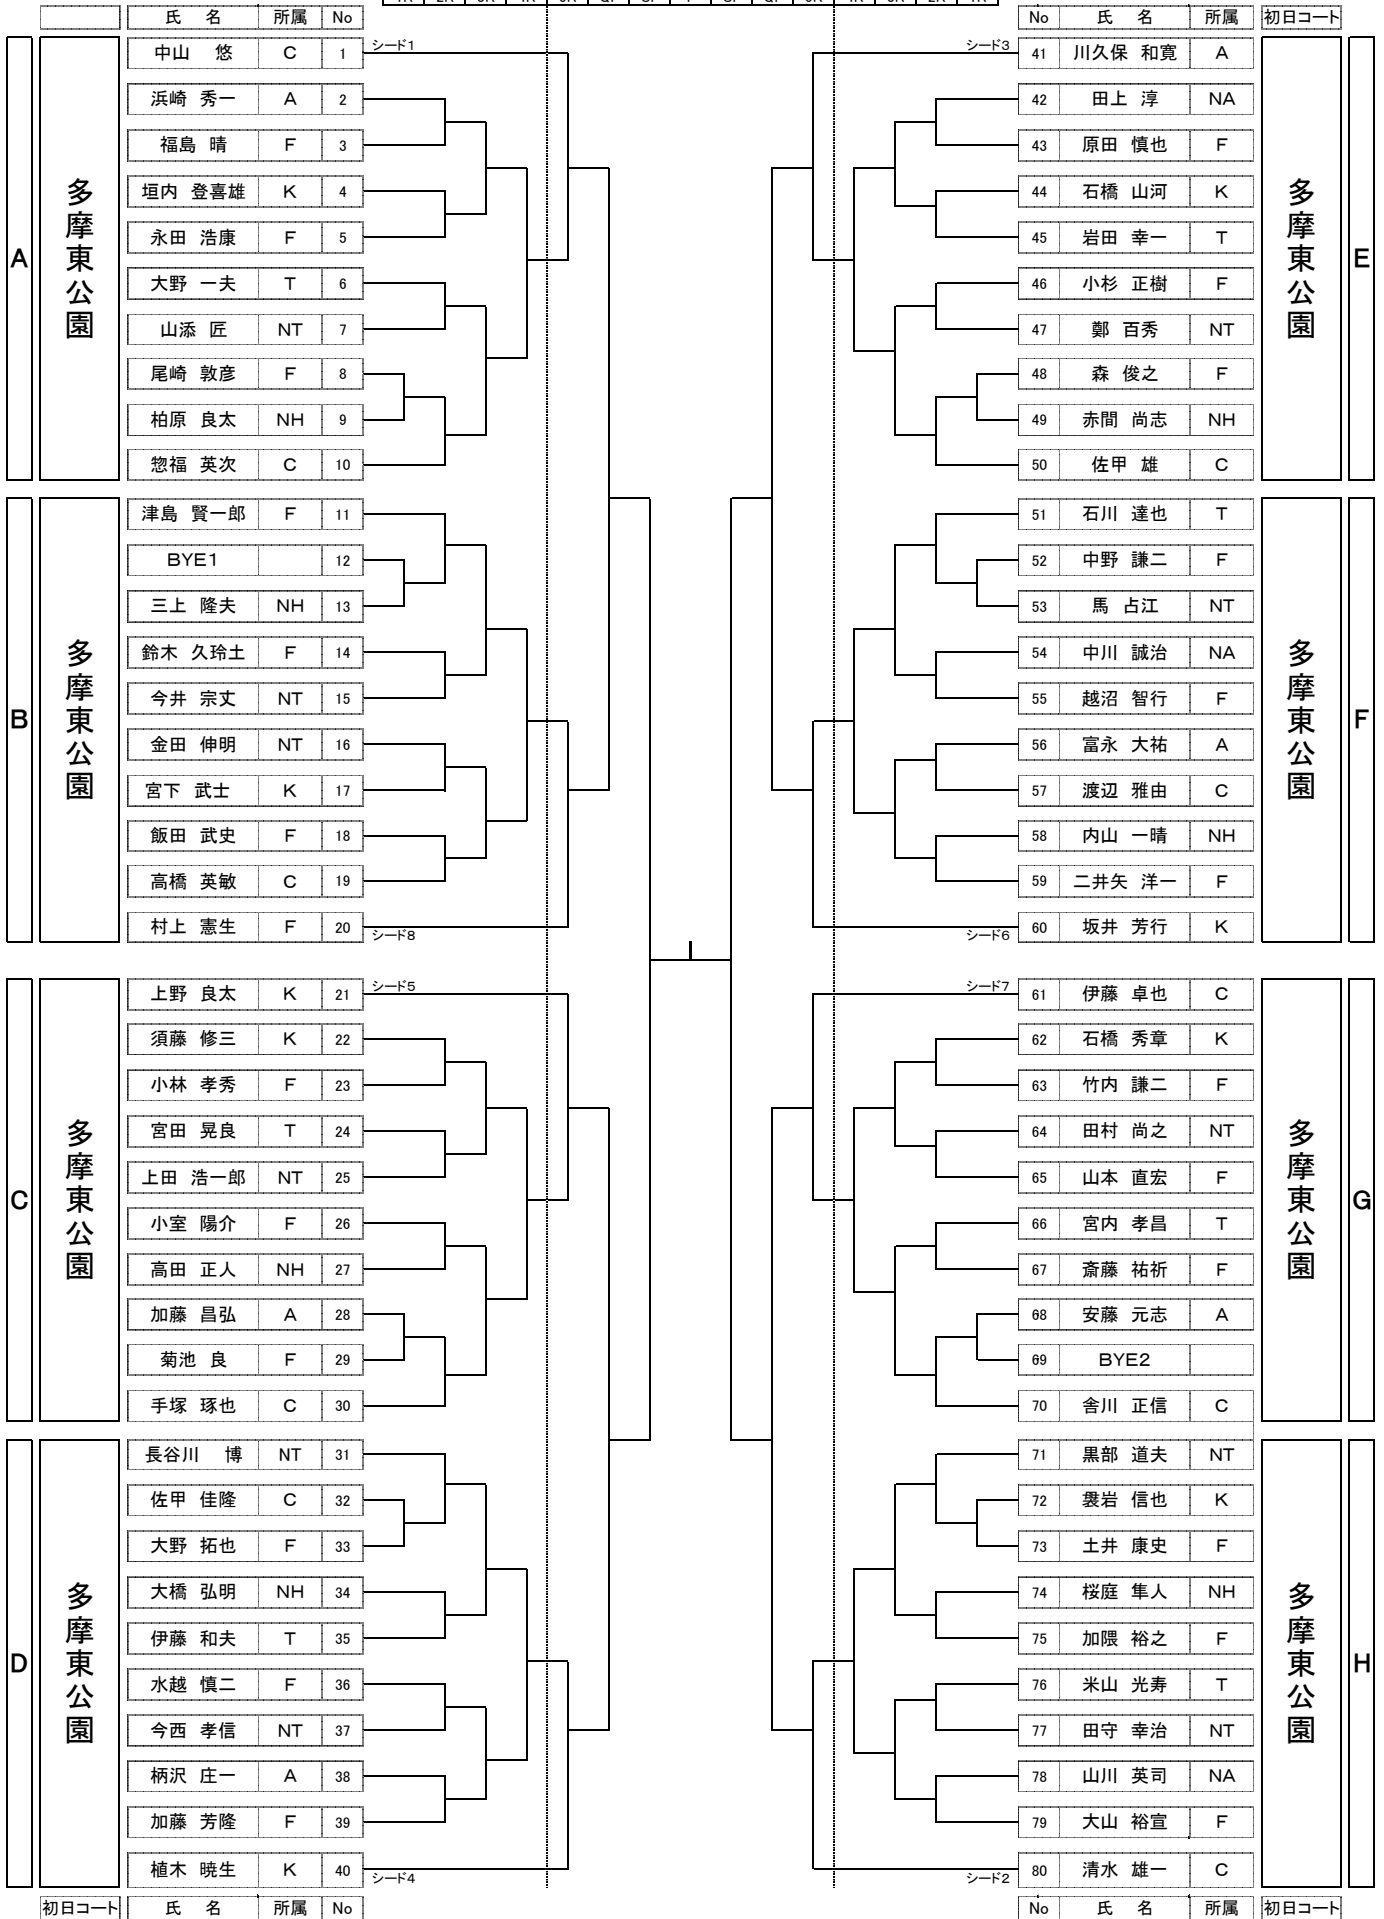 1R 2R 3R 4R 5R QF SF F SF QF 5R 4R 3R 2R 1R
氏 名 所属 No
A
多摩東公園
中山 悠 C 1 シード1
浜崎 秀一 A 2
福島 晴 F 3
垣内 登喜雄 K 4
永田 浩康 F 5
大野 一夫 T 6
山添 匠 NT 7
尾崎 敦彦 F 8
柏原 良太 NH 9
惣福 英次 C 10
B
多摩東公園
津島 賢一郎 F 11
BYE1 12
三上 隆夫 NH 13
鈴木 久玲土 F 14
今井 宗丈 NT 15
金田 伸明 NT 16
宮下 武士 K 17
飯田 武史 F 18
高橋 英敏 C 19
村上 憲生 F 20 シード8
C
多摩東公園
上野 良太 K 21 シード5
須藤 修三 K 22
小林 孝秀 F 23
宮田 晃良 T 24
上田 浩一郎 NT 25
小室 陽介 F 26
高田 正人 NH 27
加藤 昌弘 A 28
菊池 良 F 29
手塚 琢也 C 30
D
多摩東公園
長谷川 博 NT 31
佐甲 佳隆 C 32
大野 拓也 F 33
大橋 弘明 NH 34
伊藤 和夫 T 35
水越 慎二 F 36
今西 孝信 NT 37
柄沢 庄一 A 38
加藤 芳隆 F 39
植木 暁生 K 40 シード4
初日コート 氏 名 所属 No
No 氏 名 所属 初日コート
E
多摩東公園
シード3 41 川久保 和寛 A
42 田上 淳 NA
43 原田 慎也 F
44 石橋 山河 K
45 岩田 幸一 T
46 小杉 正樹 F
47 鄭 百秀 NT
48 森 俊之 F
49 赤間 尚志 NH
50 佐甲 雄 C
F
多摩東公園
51 石川 達也 T
52 中野 謙二 F
53 馬 占江 NT
54 中川 誠治 NA
55 越沼 智行 F
56 富永 大祐 A
57 渡辺 雅由 C
58 内山 一晴 NH
59 二井矢 洋一 F
シード6 60 坂井 芳行 K
G
多摩東公園
シード7 61 伊藤 卓也 C
62 石橋 秀章 K
63 竹内 謙二 F
64 田村 尚之 NT
65 山本 直宏 F
66 宮内 孝昌 T
67 斎藤 祐祈 F
68 安藤 元志 A
69 BYE2
70 舎川 正信 C
H
多摩東公園
71 黒部 道夫 NT
72 袰岩 信也 K
73 土井 康史 F
74 桜庭 隼人 NH
75 加隈 裕之 F
76 米山 光寿 T
77 田守 幸治 NT
78 山川 英司 NA
79 大山 裕宣 F
シード2 80 清水 雄一 C
No 氏 名 所属 初日コート